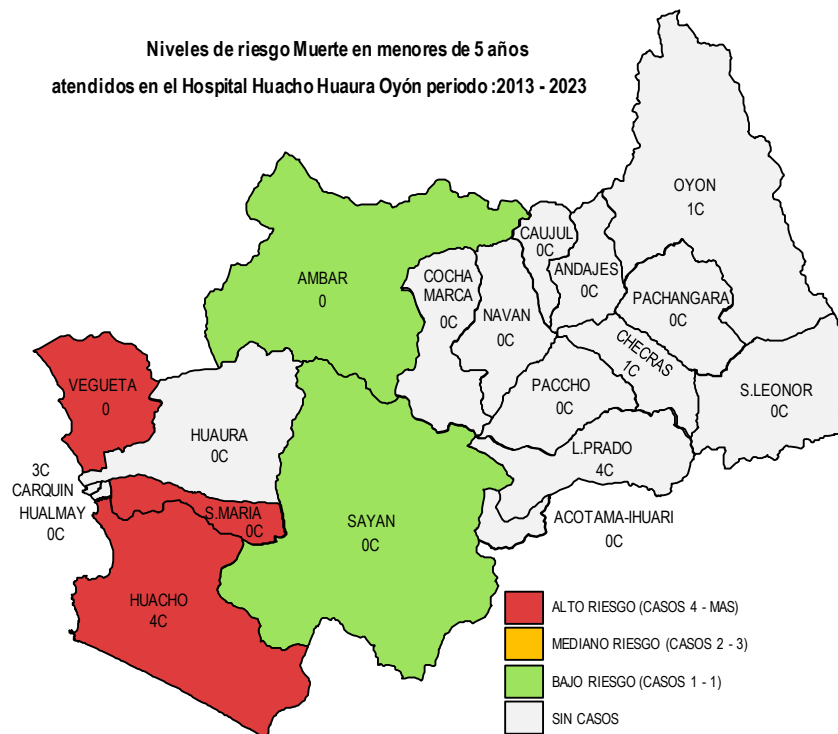 Niveles de riesgo Muerte en menores de 5 años
atendidos en el Hospital Huacho Huaura Oyón periodo :2013 - 2023
OYON
1C
CAUJUL
0C
ANDAJES
0C
COCHA
MARCA
0C
AMBAR
0
NAVAN
0C
PACHANGARA
0C
CHECRAS
1C
VEGUETA
0
PACCHO
0C
S.LEONOR
0C
HUAURA
0C
L.PRADO
4C
3C
CARQUIN
HUALMAY
0C
S.MARIA
0C
SAYAN
0C
ACOTAMA-IHUARI
0C
HUACHO
4C
ALTO RIESGO (CASOS 4 - MAS)
MEDIANO RIESGO (CASOS 2 - 3)
BAJO RIESGO (CASOS 1 - 1)
SIN CASOS